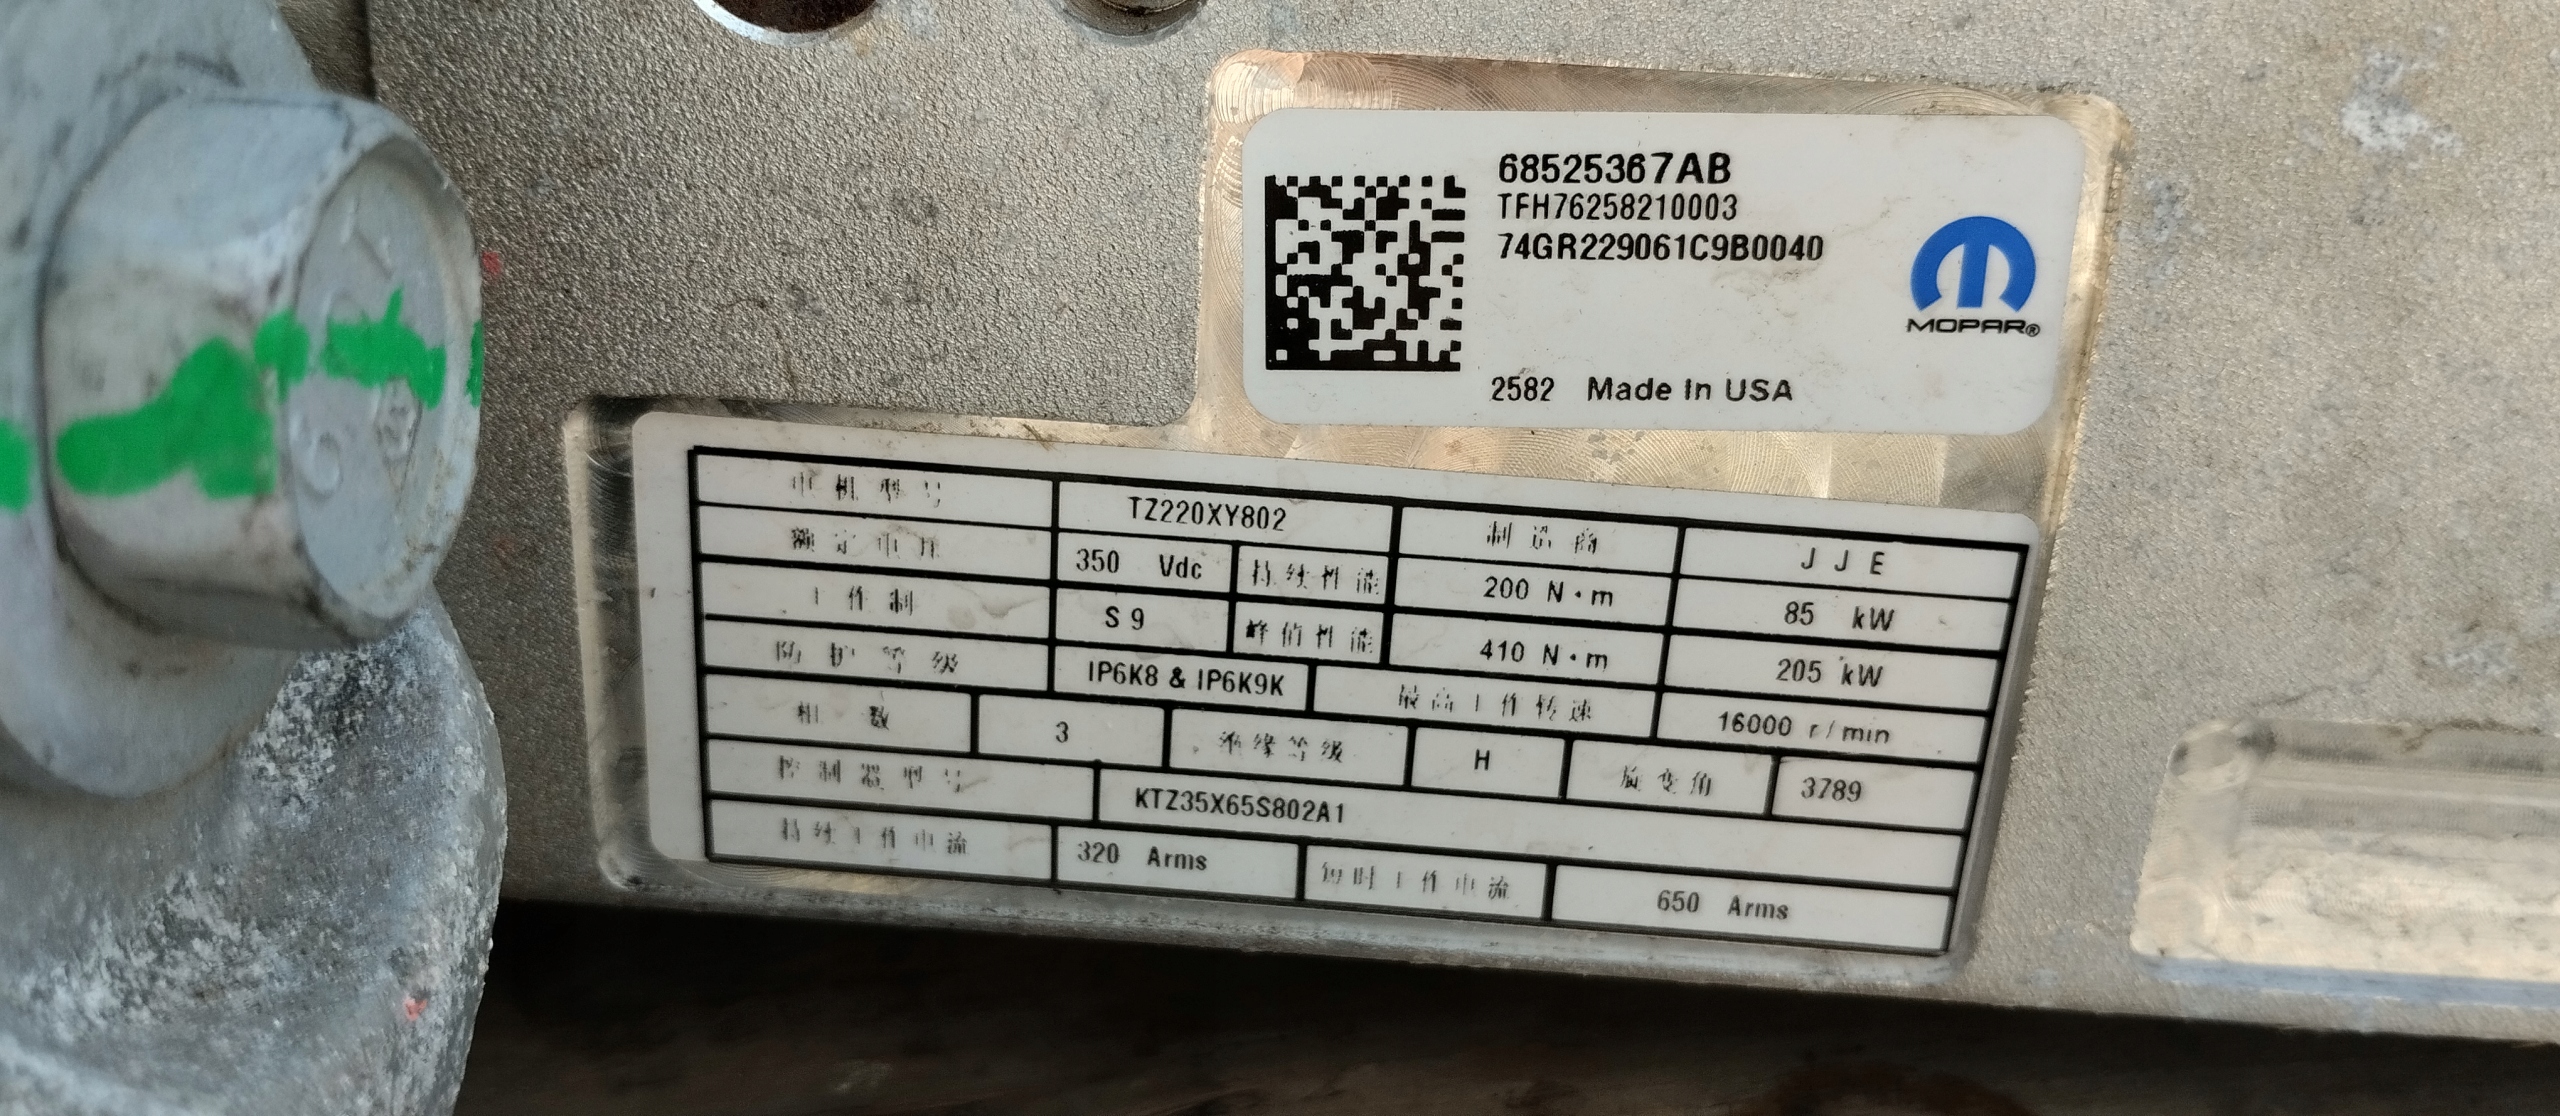 68525367AB
TFH76258210003
74GR229061C9B0040
MOPAR®
2582 Made In USA
电机型号 TZ220XY802 制造商 JJE
额定电压 350 Vdc 持续性能 200 N·m 85 kW
工作制 S9 峰值性能 410 N·m 205 kW
防护等级 IP6K8 & IP6K9K 最高工作转速 16000 r/min
相数 3 绝缘等级 H 旋变角 3789
控制器型号 KTZ35X65S802A1
持续工作电流 320 Arms 短时工作电流 650 Arms